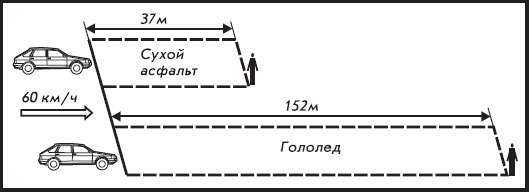 37м
Сухой
асфальт
60 км/ч
152м
Гололед